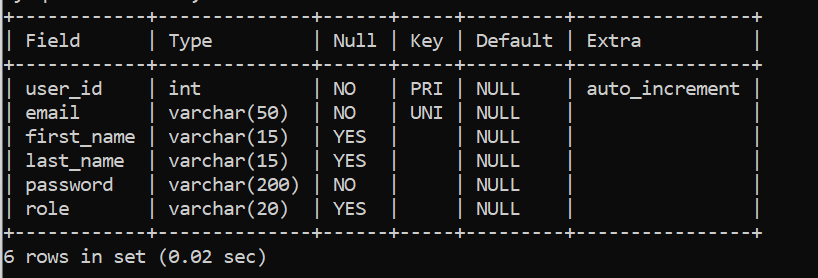 +------------+--------------+------+-----+---------+----------------+
| Field      | Type         | Null | Key | Default | Extra          |
+------------+--------------+------+-----+---------+----------------+
| user_id    | int          | NO   | PRI | NULL    | auto_increment |
| email      | varchar(50)  | NO   | UNI | NULL    |                |
| first_name | varchar(15)  | YES  |     | NULL    |                |
| last_name  | varchar(15)  | YES  |     | NULL    |                |
| password   | varchar(200) | NO   |     | NULL    |                |
| role       | varchar(20)  | YES  |     | NULL    |                |
+------------+--------------+------+-----+---------+----------------+
6 rows in set (0.02 sec)